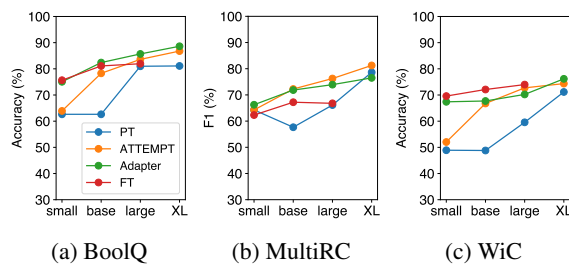 100
90
80
70
60
50
40
30
Accuracy (%)
small base large XL
PT
ATTEMPT
Adapter
FT
(a) BoolQ
100
90
80
70
60
50
40
30
F1 (%)
small base large XL
(b) MultiRC
100
90
80
70
60
50
40
30
Accuracy (%)
small base large XL
(c) WiC